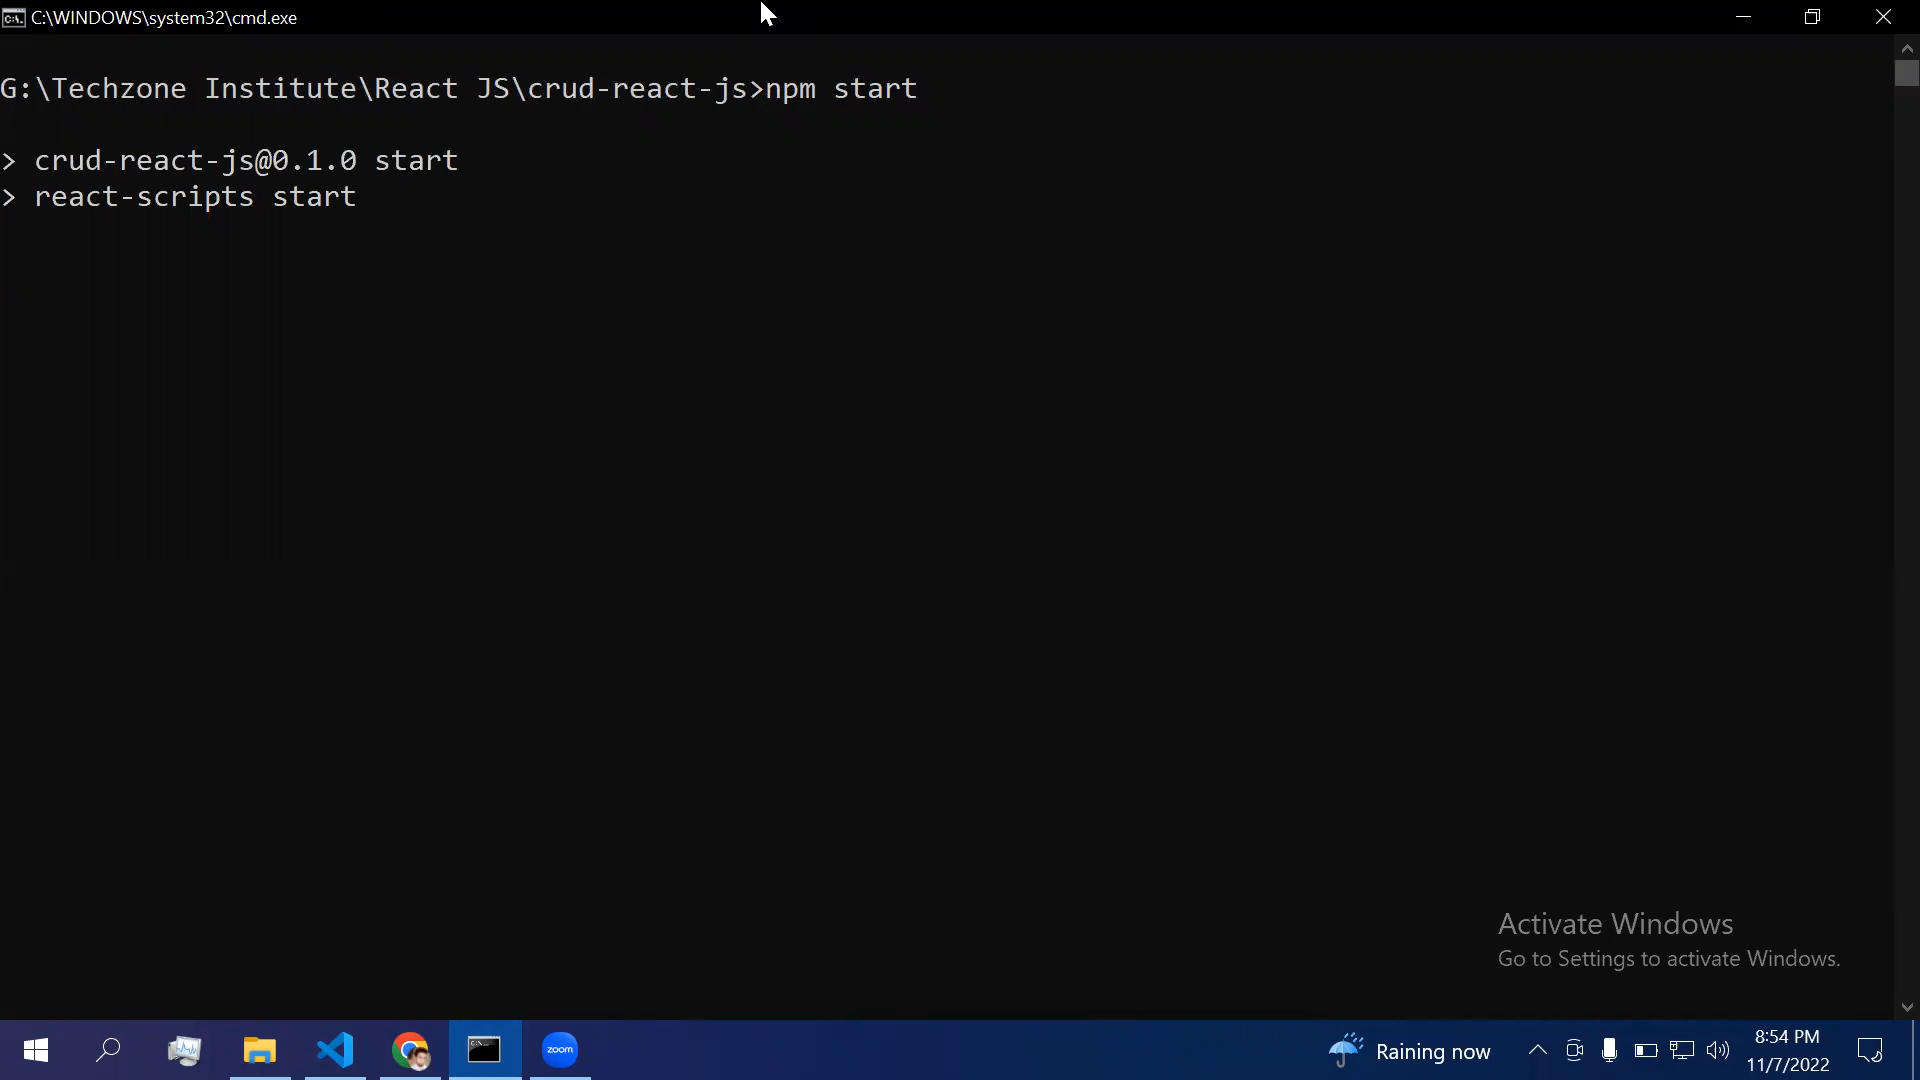 C:\WINDOWS\system32\cmd.exe
G:\Techzone Institute\React JS\crud-react-js>npm start
> crud-react-js@0.1.0 start
> react-scripts start
Activate Windows
Go to Settings to activate Windows.
zoom
Raining now
8:54 PM
11/7/2022